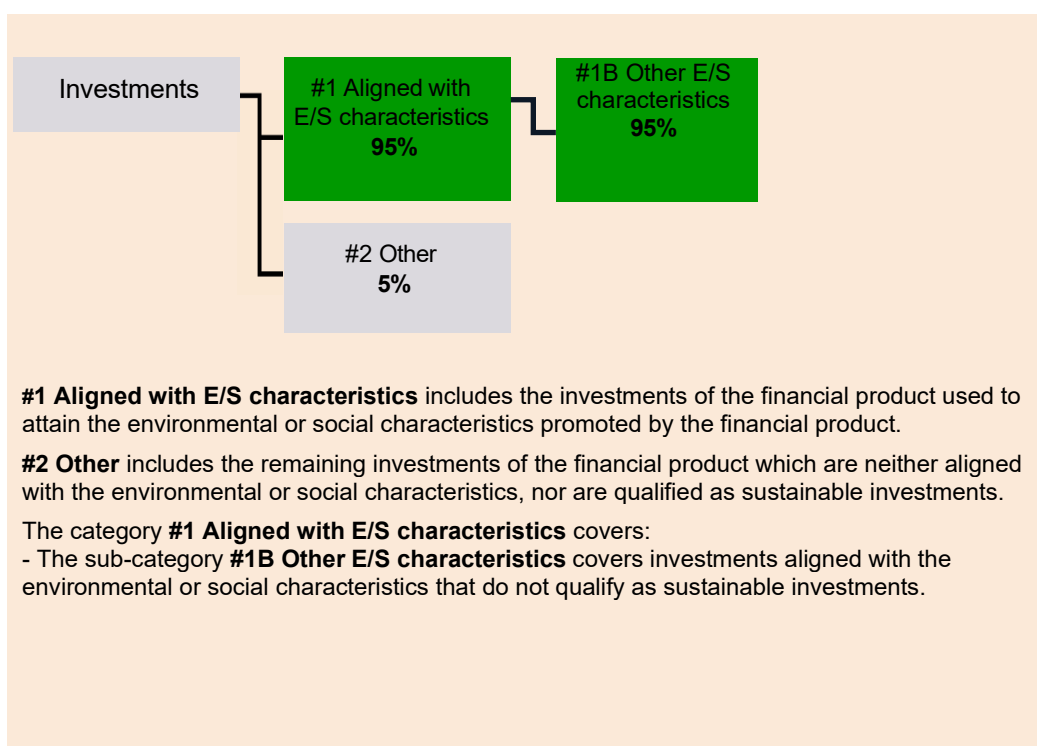 Investments
#1 Aligned with
E/S characteristics
95%
#1B Other E/S
characteristics
95%
#2 Other
5%
#1 Aligned with E/S characteristics includes the investments of the financial product used to
attain the environmental or social characteristics promoted by the financial product.
#2 Other includes the remaining investments of the financial product which are neither aligned
with the environmental or social characteristics, nor are qualified as sustainable investments.
The category #1 Aligned with E/S characteristics covers:
- The sub-category #1B Other E/S characteristics covers investments aligned with the
environmental or social characteristics that do not qualify as sustainable investments.